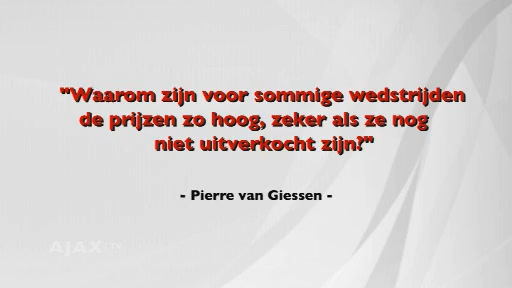 "Waarom zijn voor sommige wedstrijden
de prijzen zo hoog, zeker als ze nog
niet uitverkocht zijn?"
- Pierre van Giessen -
AJAX TV